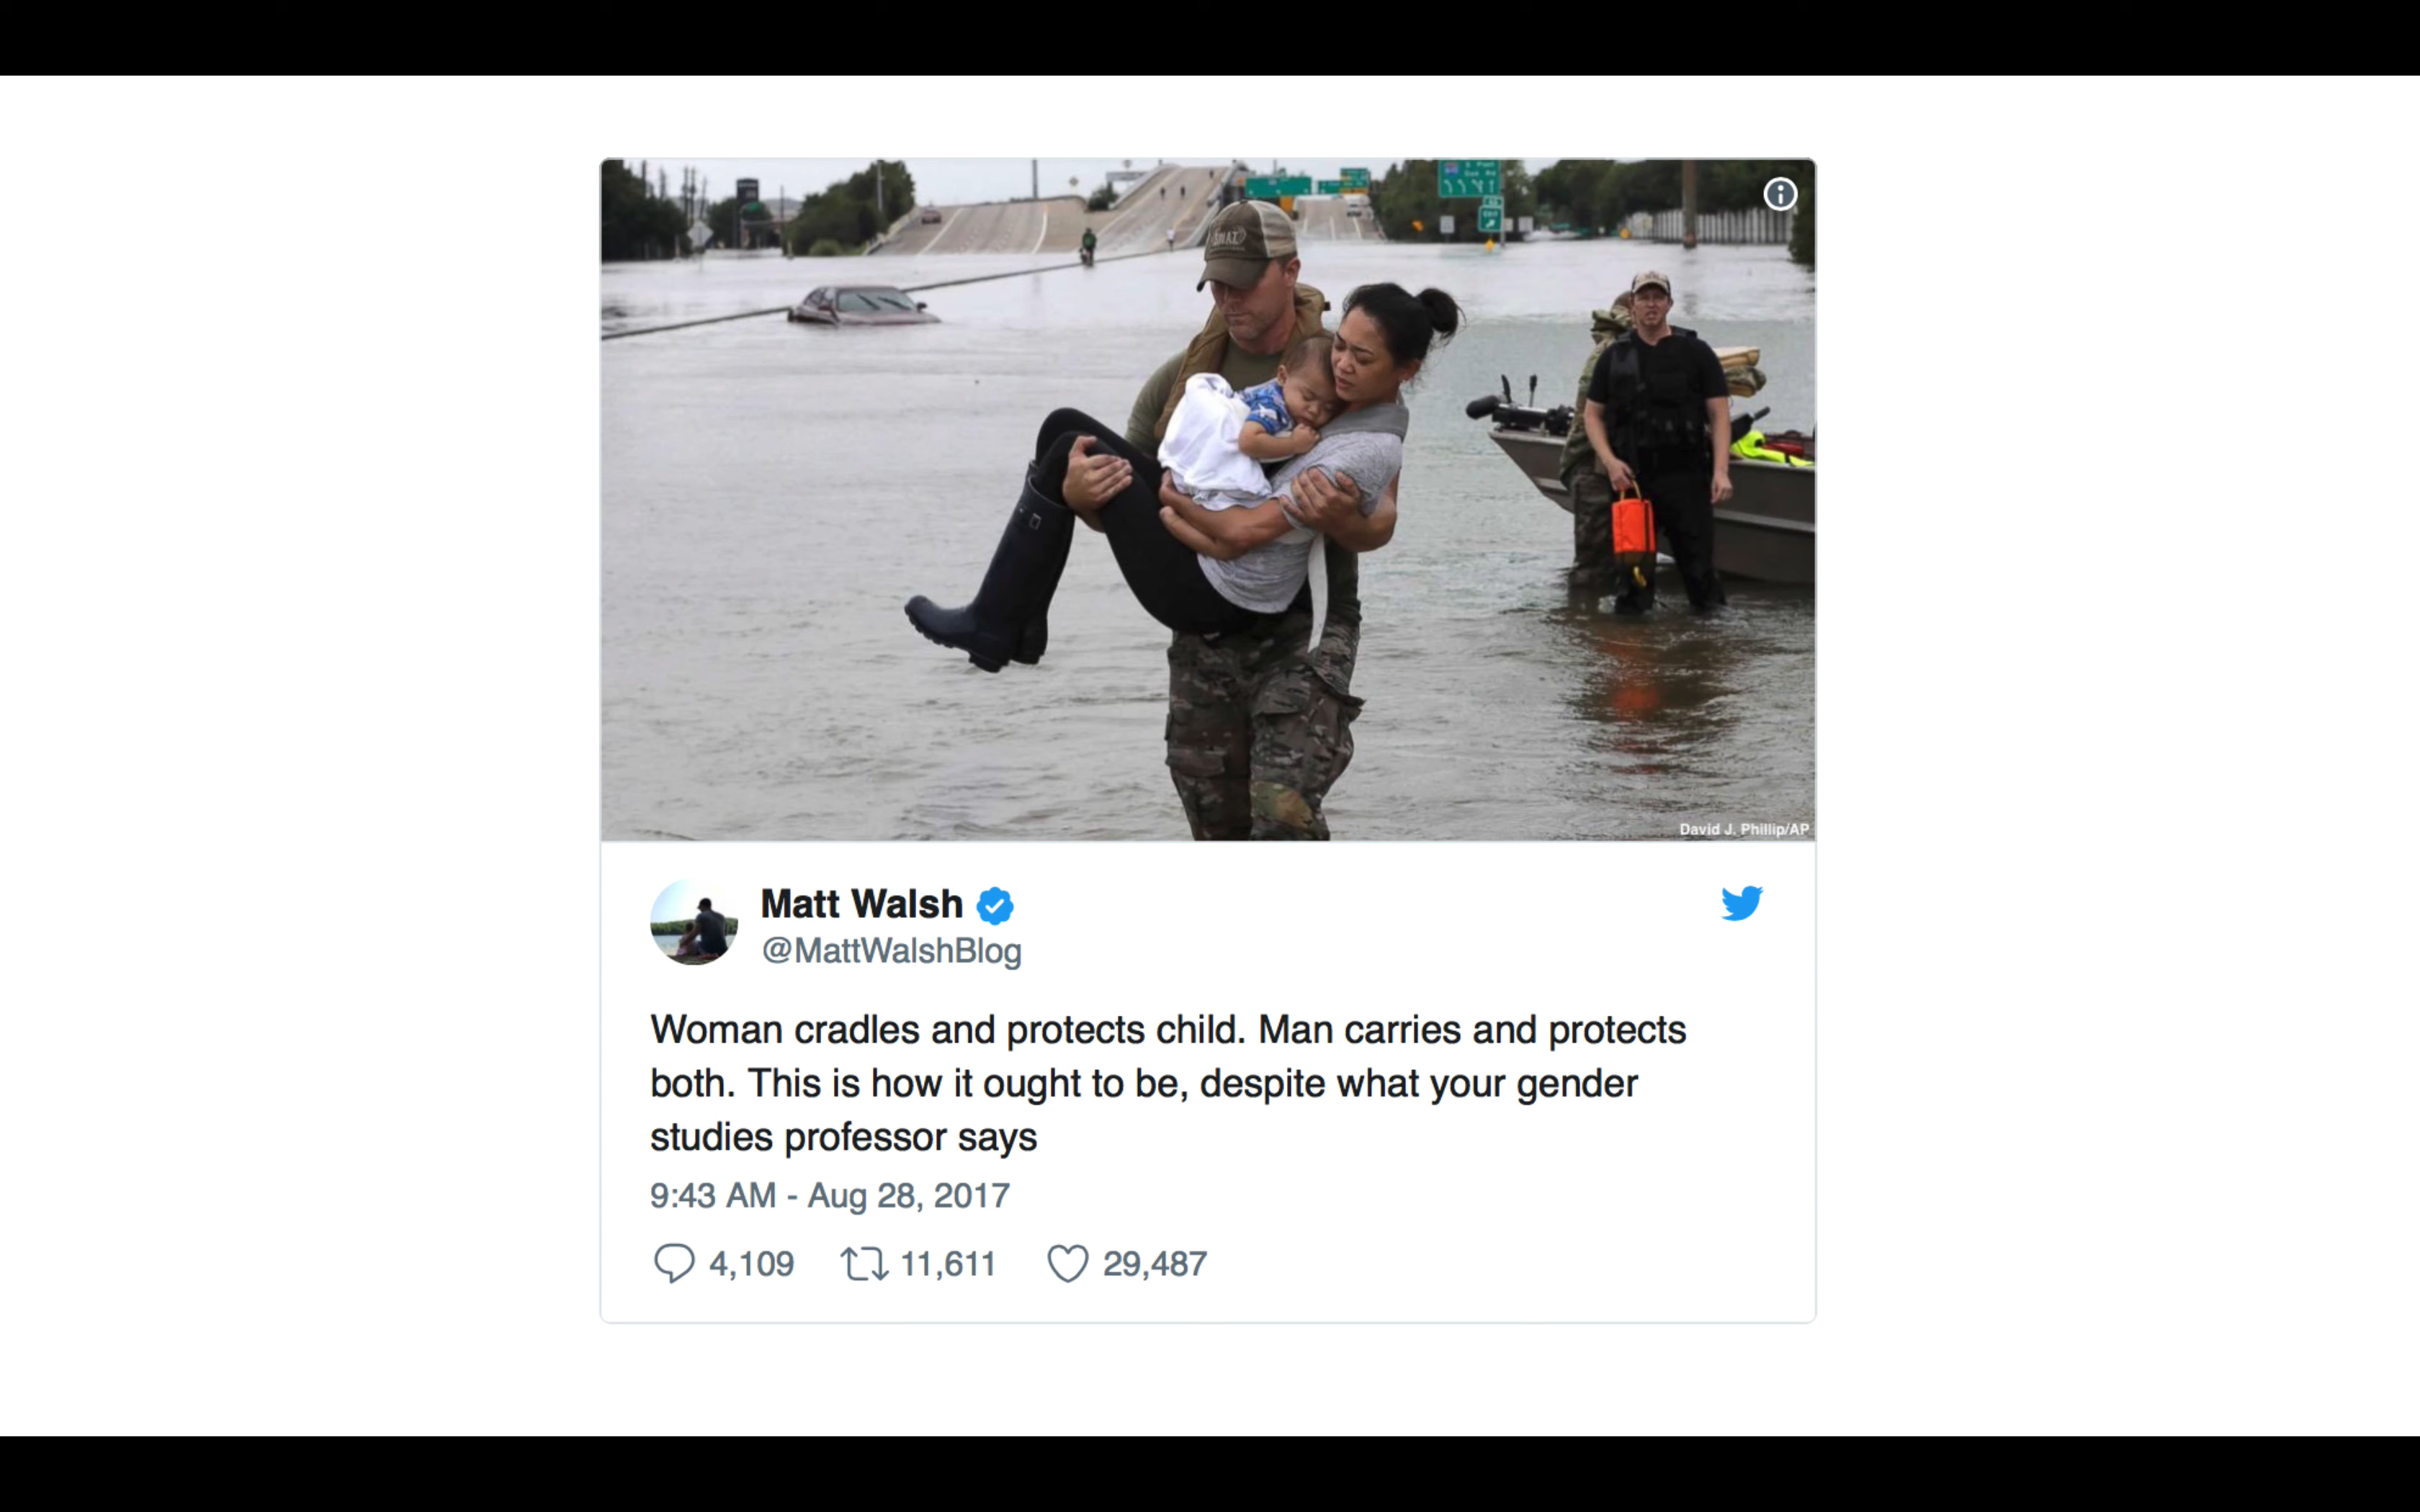 SWAT
David J. Phillip/AP
Matt Walsh
@MattWalshBlog
Woman cradles and protects child. Man carries and protects
both. This is how it ought to be, despite what your gender
studies professor says
9:43 AM - Aug 28, 2017
4,109 11,611 29,487